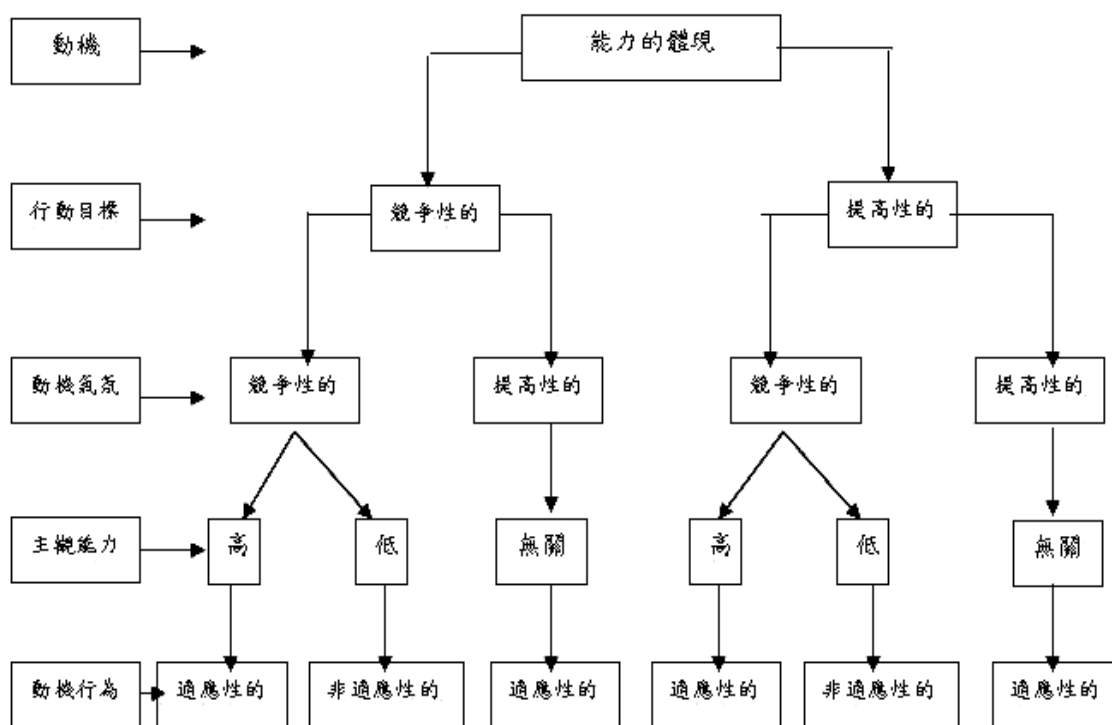 動機
能力的體現
行動目標
競爭性的
提高性的
動機氣氛
競爭性的
提高性的
競爭性的
提高性的
主觀能力
高
低
無關
高
低
無關
動機行為
適應性的
非適應性的
適應性的
適應性的
非適應性的
適應性的